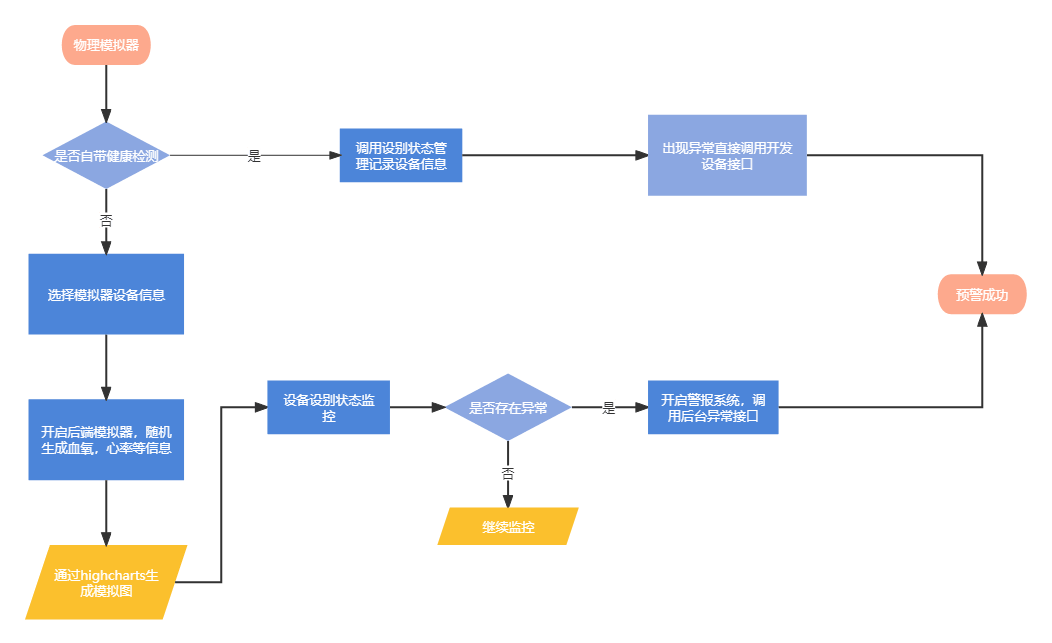 物理模拟器
是否自带健康检测
是
调用设别状态管
理记录设备信息
出现异常直接调用开发
设备接口
否
选择模拟器设备信息
预警成功
开启后端模拟器，随机
生成血氧，心率等信息
设备设别状态监
控
是否存在异常
是
开启警报系统，调
用后台异常接口
否
继续监控
通过highcharts生
成模拟图